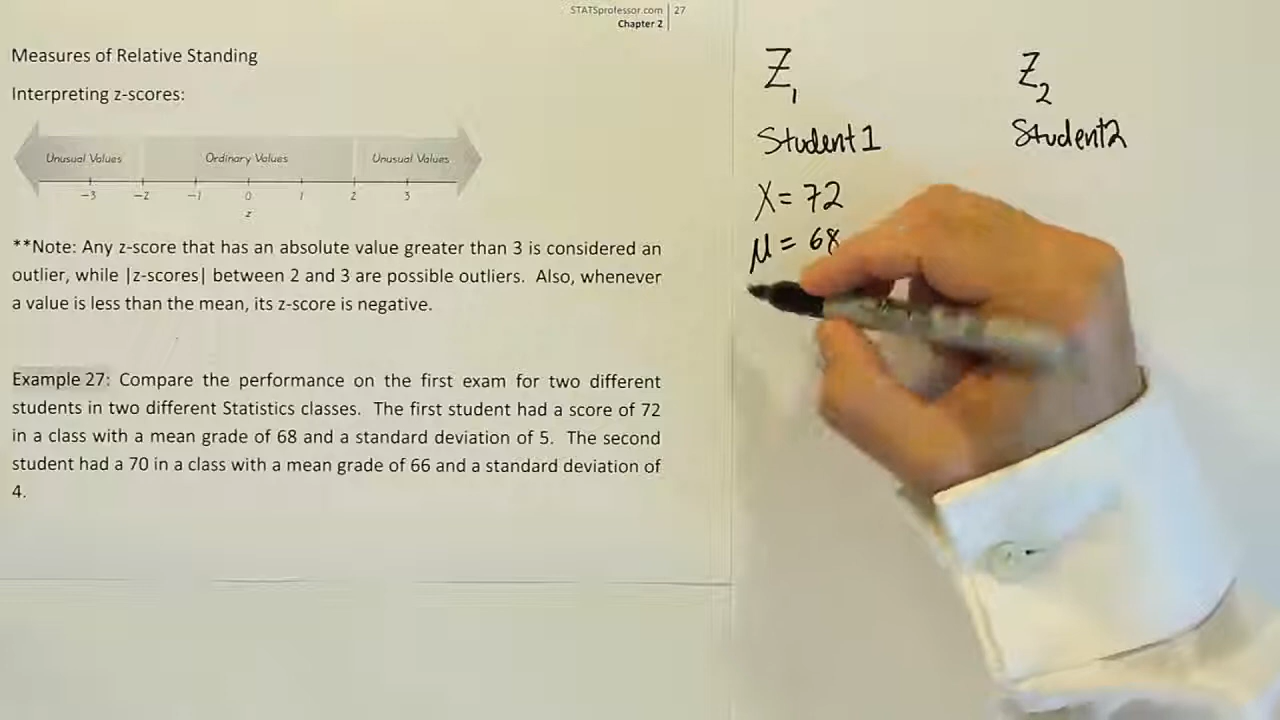 STATSprofessor.com 27
Chapter 2
Measures of Relative Standing
Interpreting z-scores:
Unusual Values Ordinary Values Unusual Values
-3 -2 -1 0 1 2 3
z
**Note: Any z-score that has an absolute value greater than 3 is considered an
outlier, while |z-scores| between 2 and 3 are possible outliers. Also, whenever
a value is less than the mean, its z-score is negative.
Example 27: Compare the performance on the first exam for two different
students in two different Statistics classes. The first student had a score of 72
in a class with a mean grade of 68 and a standard deviation of 5. The second
student had a 70 in a class with a mean grade of 66 and a standard deviation of
4.
Z1 Z2
Student 1 Student 2
X = 72
μ = 68